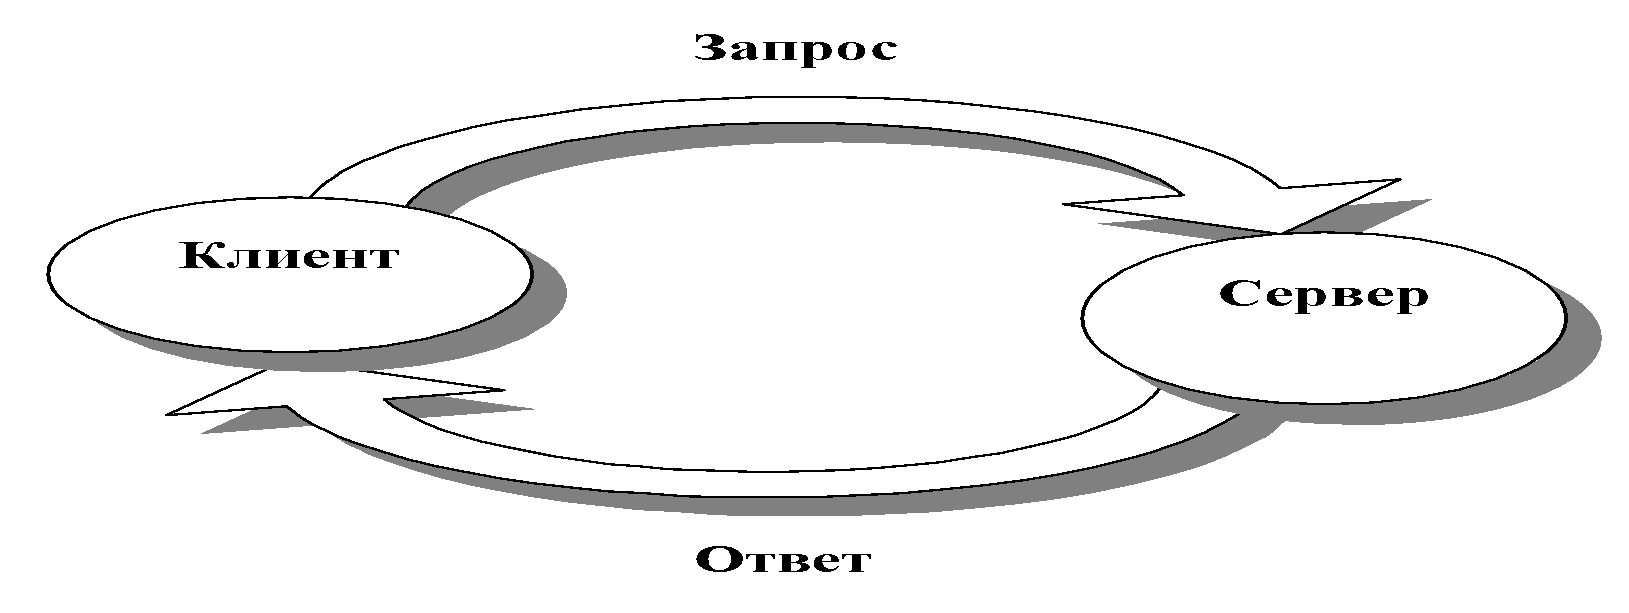 Запрос
Клиент
Сервер
Ответ